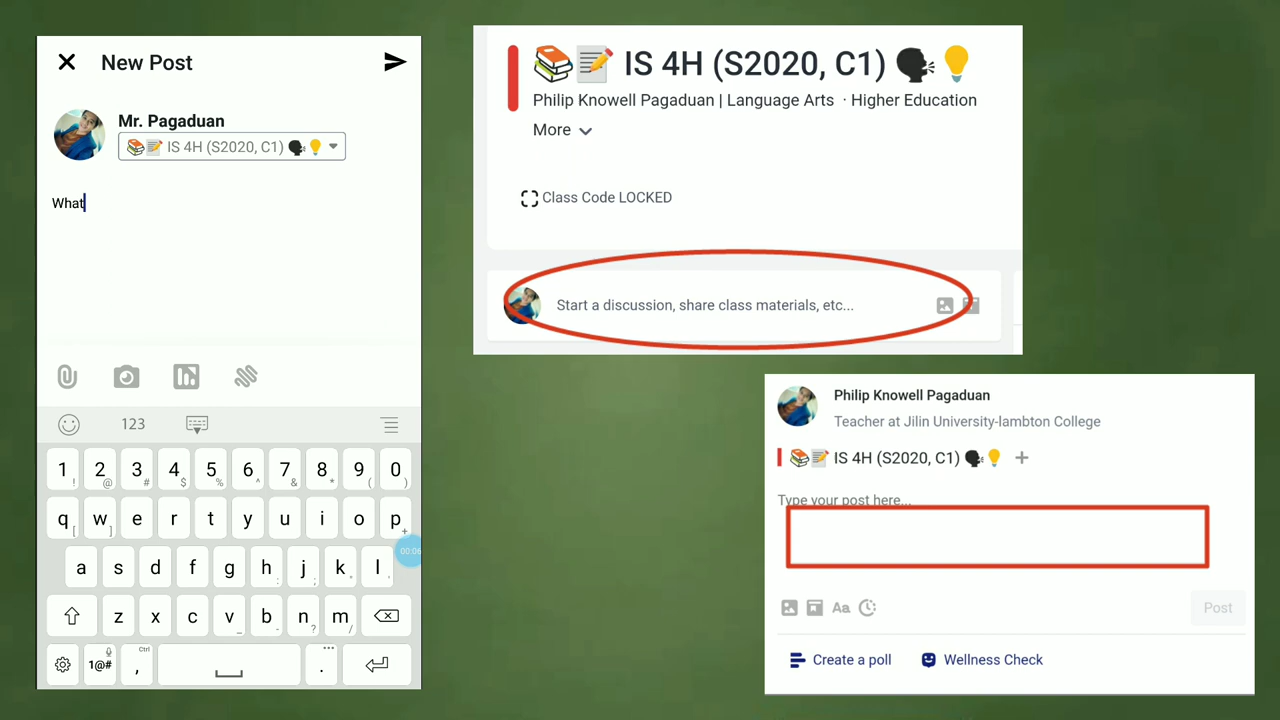 New Post
Mr. Pagaduan
IS 4H (S2020, C1)
What
123
1 2 3 4 5 6 7 8 9 0
! @ # $ % ^ & * ( )
q w e r t y u i o p
[ ] +
00:06
a s d f g h j k l
z x c v b n m
_ - ? /
Ctrl
1@# , .
IS 4H (S2020, C1)
Philip Knowell Pagaduan | Language Arts · Higher Education
More
Class Code LOCKED
Start a discussion, share class materials, etc...
Philip Knowell Pagaduan
Teacher at Jilin University-lambton College
IS 4H (S2020, C1) +
Type your post here...
Aa
Post
Create a poll
Wellness Check